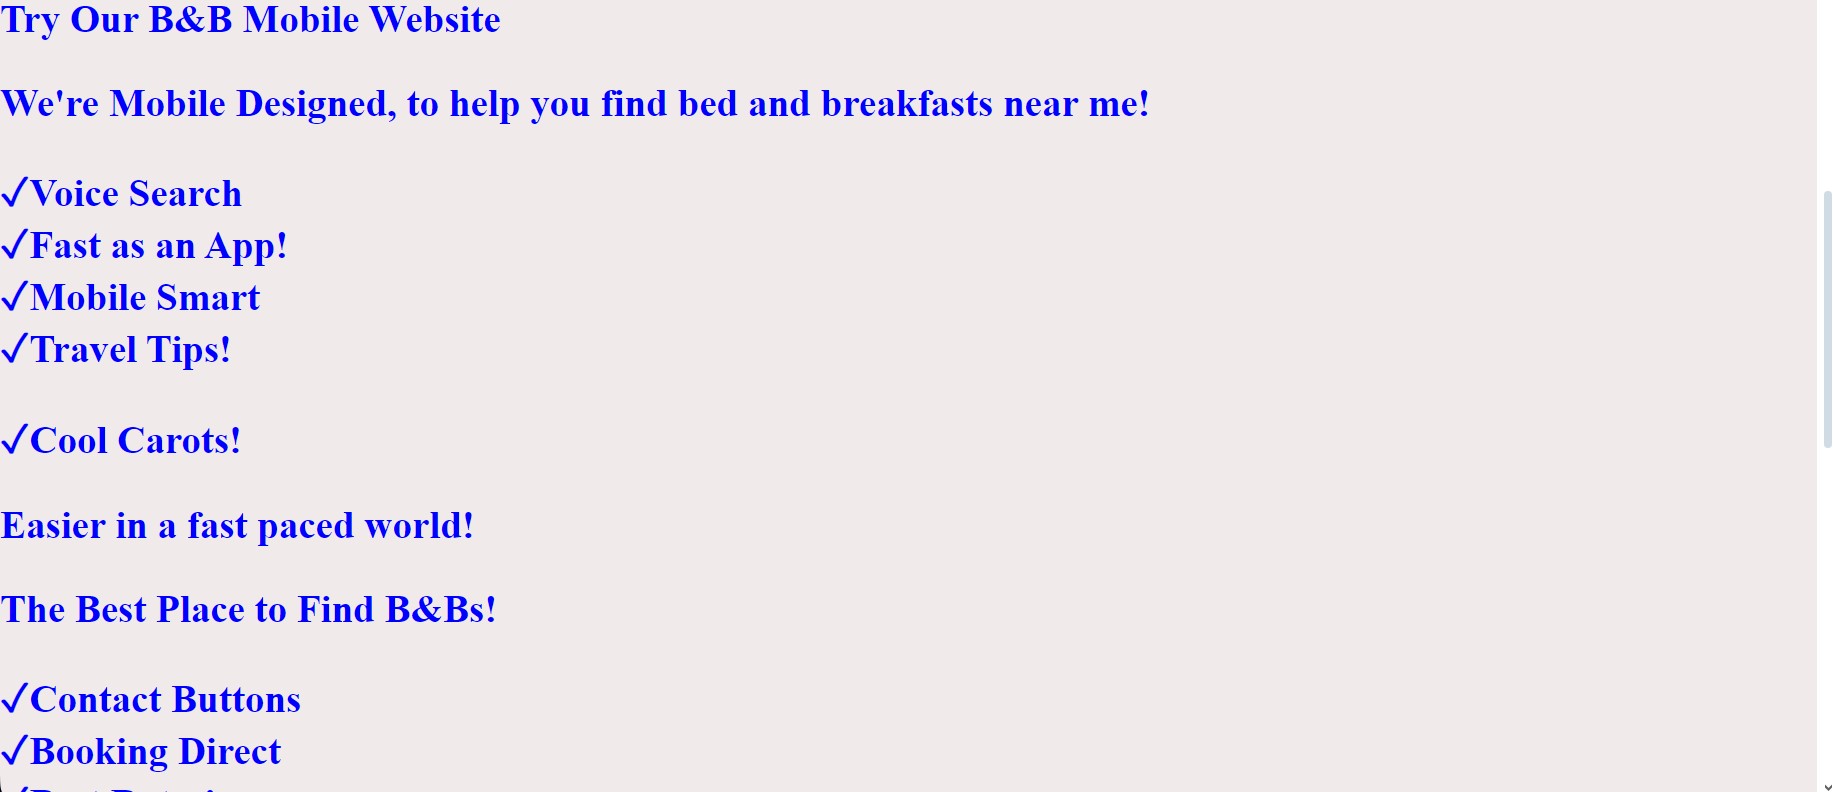 Try Our B&B Mobile Website
We're Mobile Designed, to help you find bed and breakfasts near me!
✓Voice Search
✓Fast as an App!
✓Mobile Smart
✓Travel Tips!
✓Cool Carots!
Easier in a fast paced world!
The Best Place to Find B&Bs!
✓Contact Buttons
✓Booking Direct